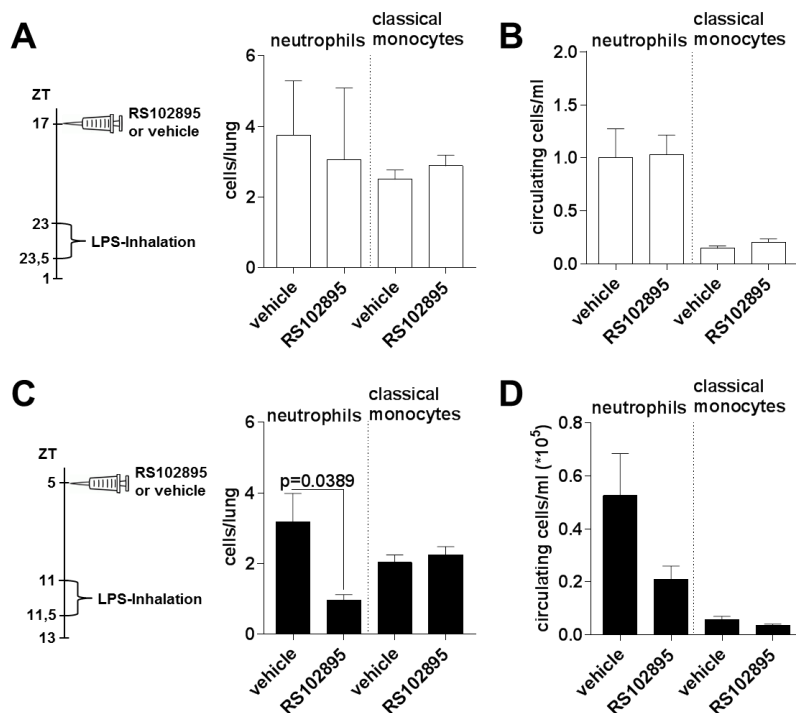 A
ZT
17
RS102895
or vehicle
23
LPS-Inhalation
23,5
1
neutrophils
classical
monocytes
cells/lung
6
4
2
0
vehicle
RS102895
vehicle
RS102895
B
neutrophils
classical
monocytes
circulating cells/ml
2.0
1.5
1.0
0.5
0.0
vehicle
RS102895
vehicle
RS102895
C
ZT
5
RS102895
or vehicle
11
LPS-Inhalation
11,5
13
neutrophils
classical
monocytes
p=0.0389
cells/lung
6
4
2
0
vehicle
RS102895
vehicle
RS102895
D
neutrophils
classical
monocytes
circulating cells/ml (*10⁵)
0.8
0.6
0.4
0.2
0.0
vehicle
RS102895
vehicle
RS102895